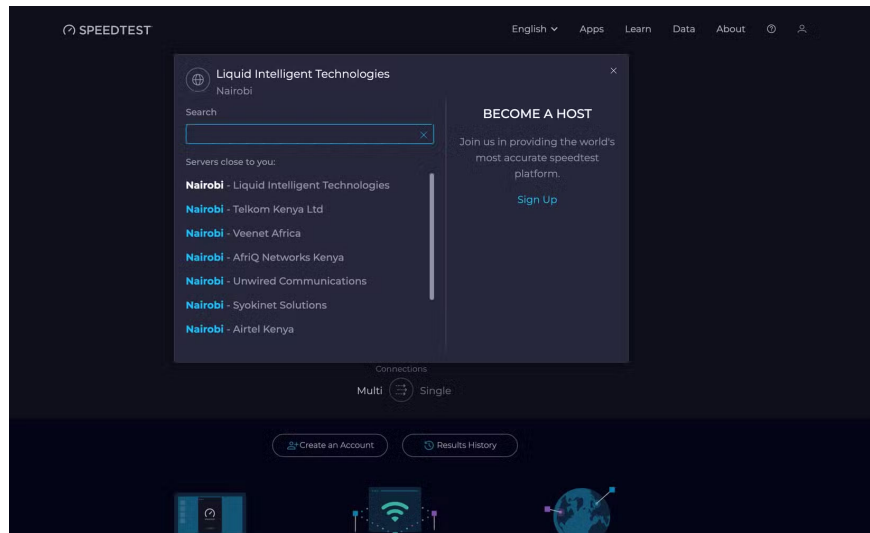 SPEEDTEST
English Apps Learn Data About
Liquid Intelligent Technologies
Nairobi
Search
Servers close to you:
Nairobi - Liquid Intelligent Technologies
Nairobi - Telkom Kenya Ltd
Nairobi - Veenet Africa
Nairobi - AfriQ Networks Kenya
Nairobi - Unwired Communications
Nairobi - Syokinet Solutions
Nairobi - Airtel Kenya
BECOME A HOST
Join us in providing the world's
most accurate speedtest
platform.
Sign Up
Connections
Multi Single
Create an Account Results History